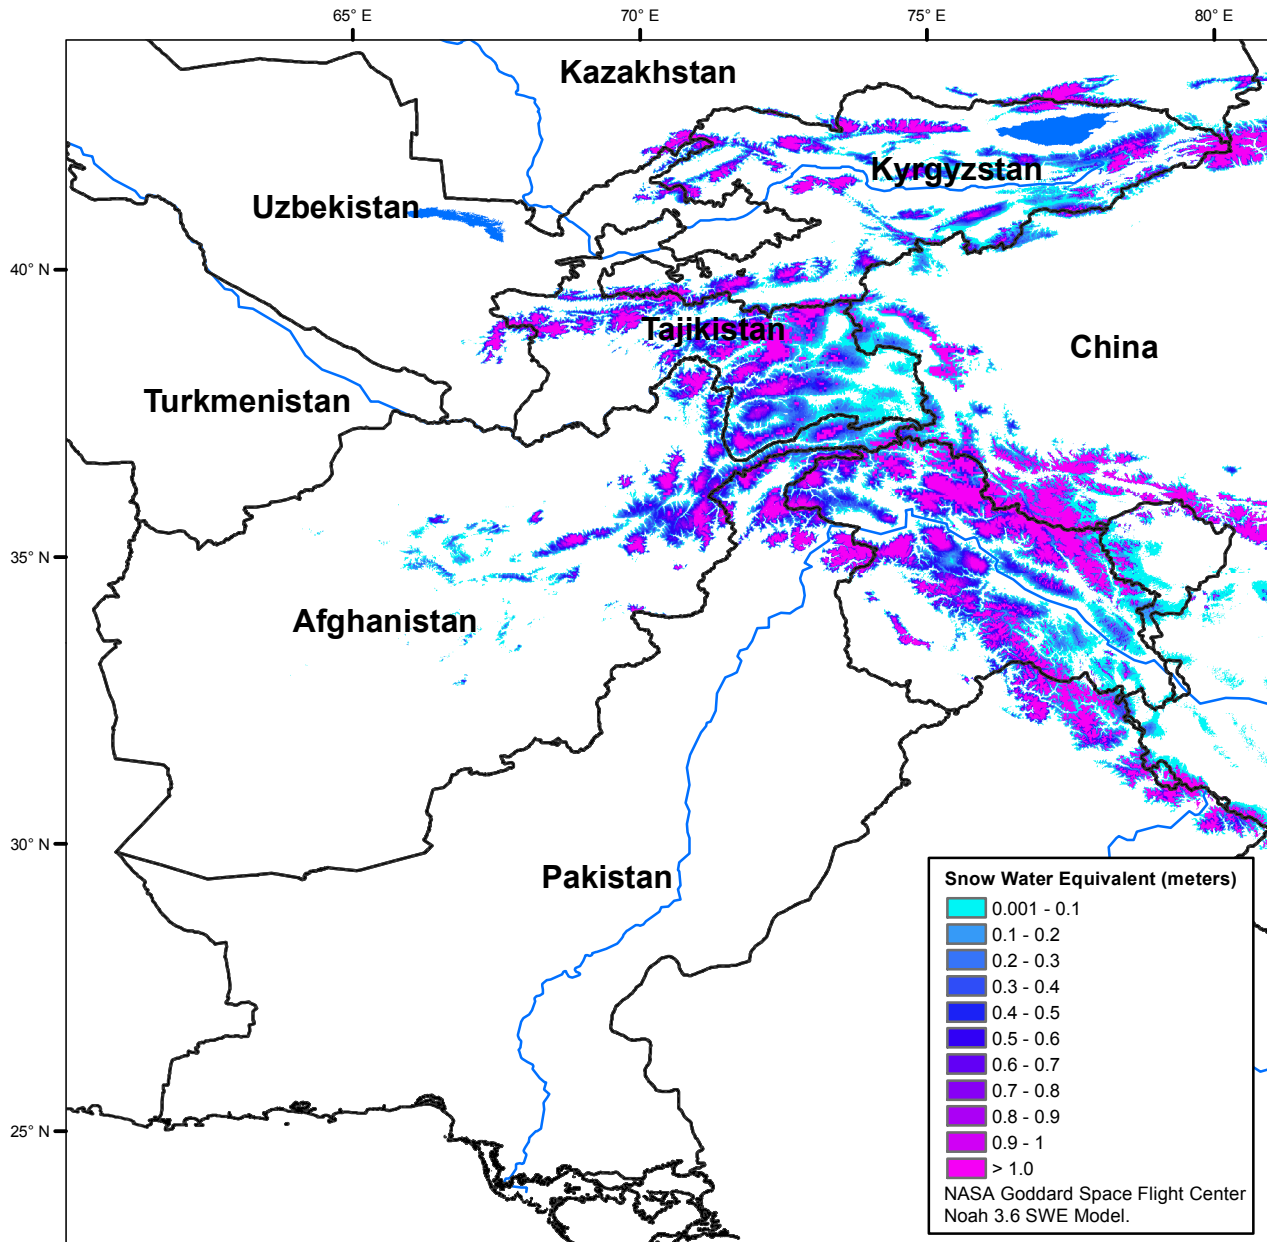 65° E
70° E
75° E
80° E
Kazakhstan
Kyrgyzstan
Uzbekistan
40° N
Tajikistan
China
Turkmenistan
35° N
Afghanistan
30° N
Pakistan
25° N
Snow Water Equivalent (meters)
0.001 - 0.1
0.1 - 0.2
0.2 - 0.3
0.3 - 0.4
0.4 - 0.5
0.5 - 0.6
0.6 - 0.7
0.7 - 0.8
0.8 - 0.9
0.9 - 1
> 1.0
NASA Goddard Space Flight Center
Noah 3.6 SWE Model.